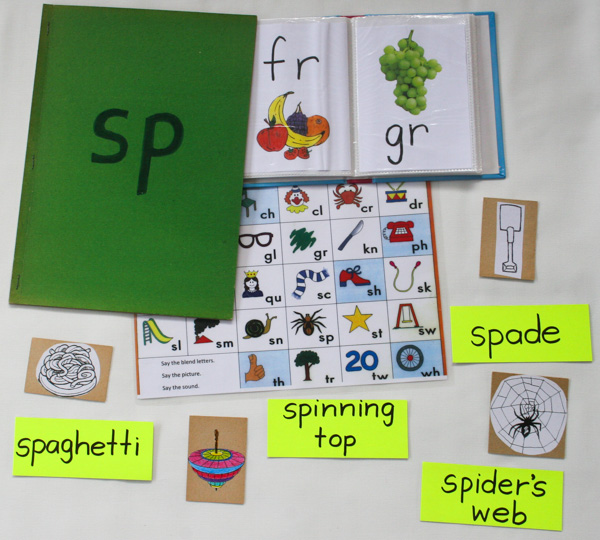 sp
fr
gr
ch cl cr dr
gl gr kn ph
qu sc sh sk
sl sm sn sp st sw
Say the blend letters.
Say the picture.
Say the sound.
th tr 20 tw wh
spade
spaghetti
spinning
top
spider's
web